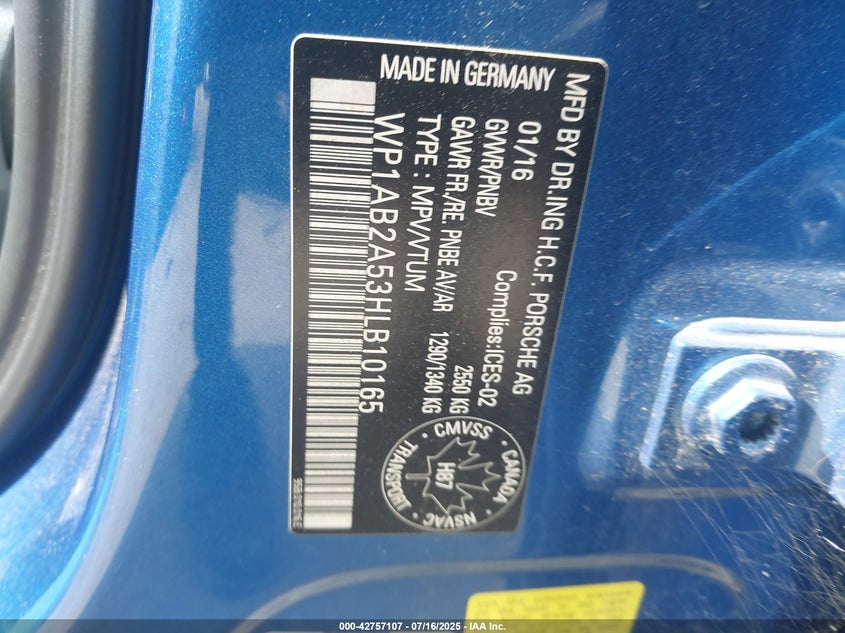 MFD BY DR.ING H.C.F. PORSCHE AG
01/16 Complies:ICES-02
GVWR/PNBV 2550 KG
GAWR FR./RE. PNBE AV/AR 1290/1340 KG
TYPE : MPV/VTUM
WP1AB2A53HLB10165
MADE IN GERMANY
CMVSS · CANADA · NSVAC · TRANSPORT ·
H87
000-42757107 - 07/16/2025 - IAA Inc.